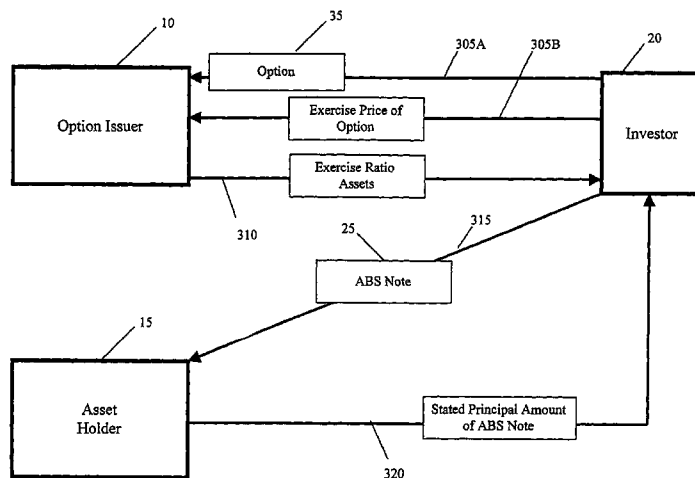 10
35
305A
305B
20
Option
Option Issuer
Exercise Price of
Option
Investor
Exercise Ratio
Assets
310
315
25
ABS Note
15
Asset
Holder
Stated Principal Amount
of ABS Note
320